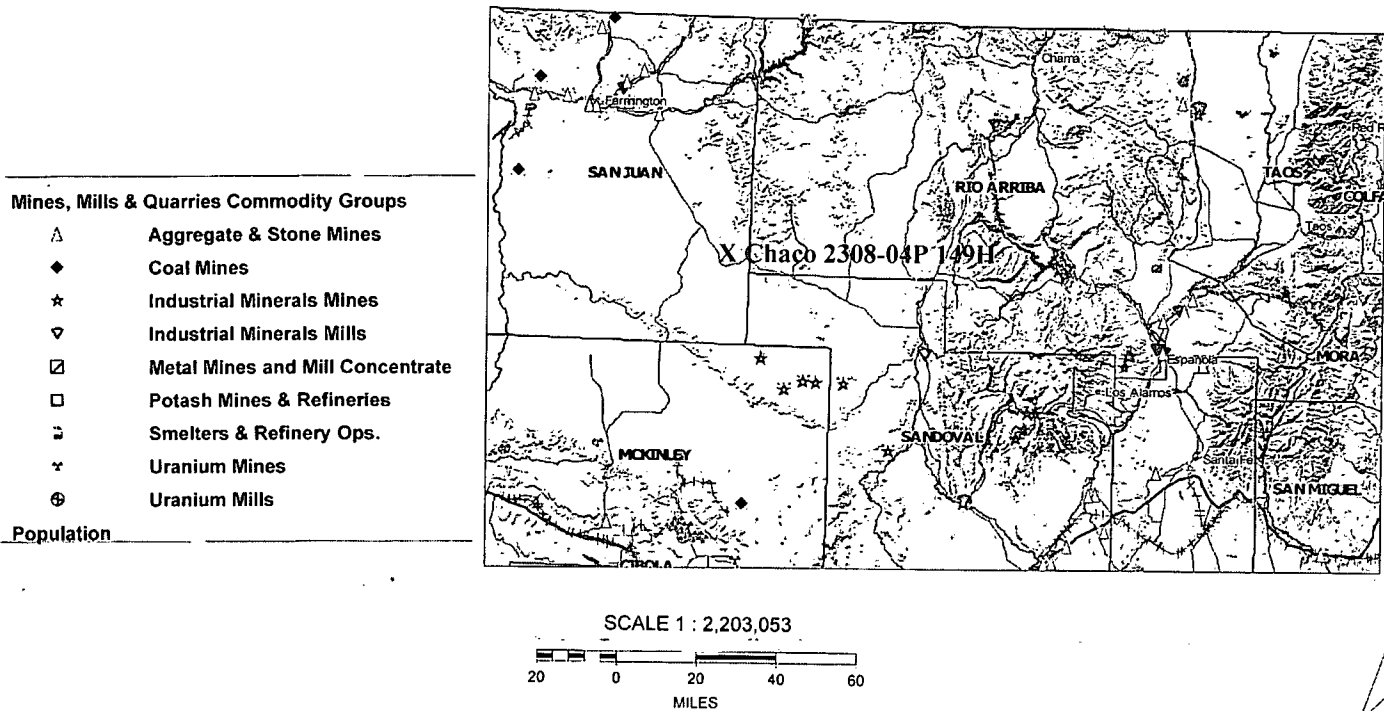 Mines, Mills & Quarries Commodity Groups
Aggregate & Stone Mines
Coal Mines
Industrial Minerals Mines
Industrial Minerals Mills
Metal Mines and Mill Concentrate
Potash Mines & Refineries
Smelters & Refinery Ops.
Uranium Mines
Uranium Mills
Population
Chama
Farmington
Red R
SAN JUAN
RIO ARRIBA
TAOS
COLFA
Taos
X Chaco 2308-04P 149H
Espanola
MORA
Los Alamos
SANDOVAL
MCKINLEY
Santa Fe
SAN MIGUEL
CIBOLA
SCALE 1 : 2,203,053
20 0 20 40 60
MILES